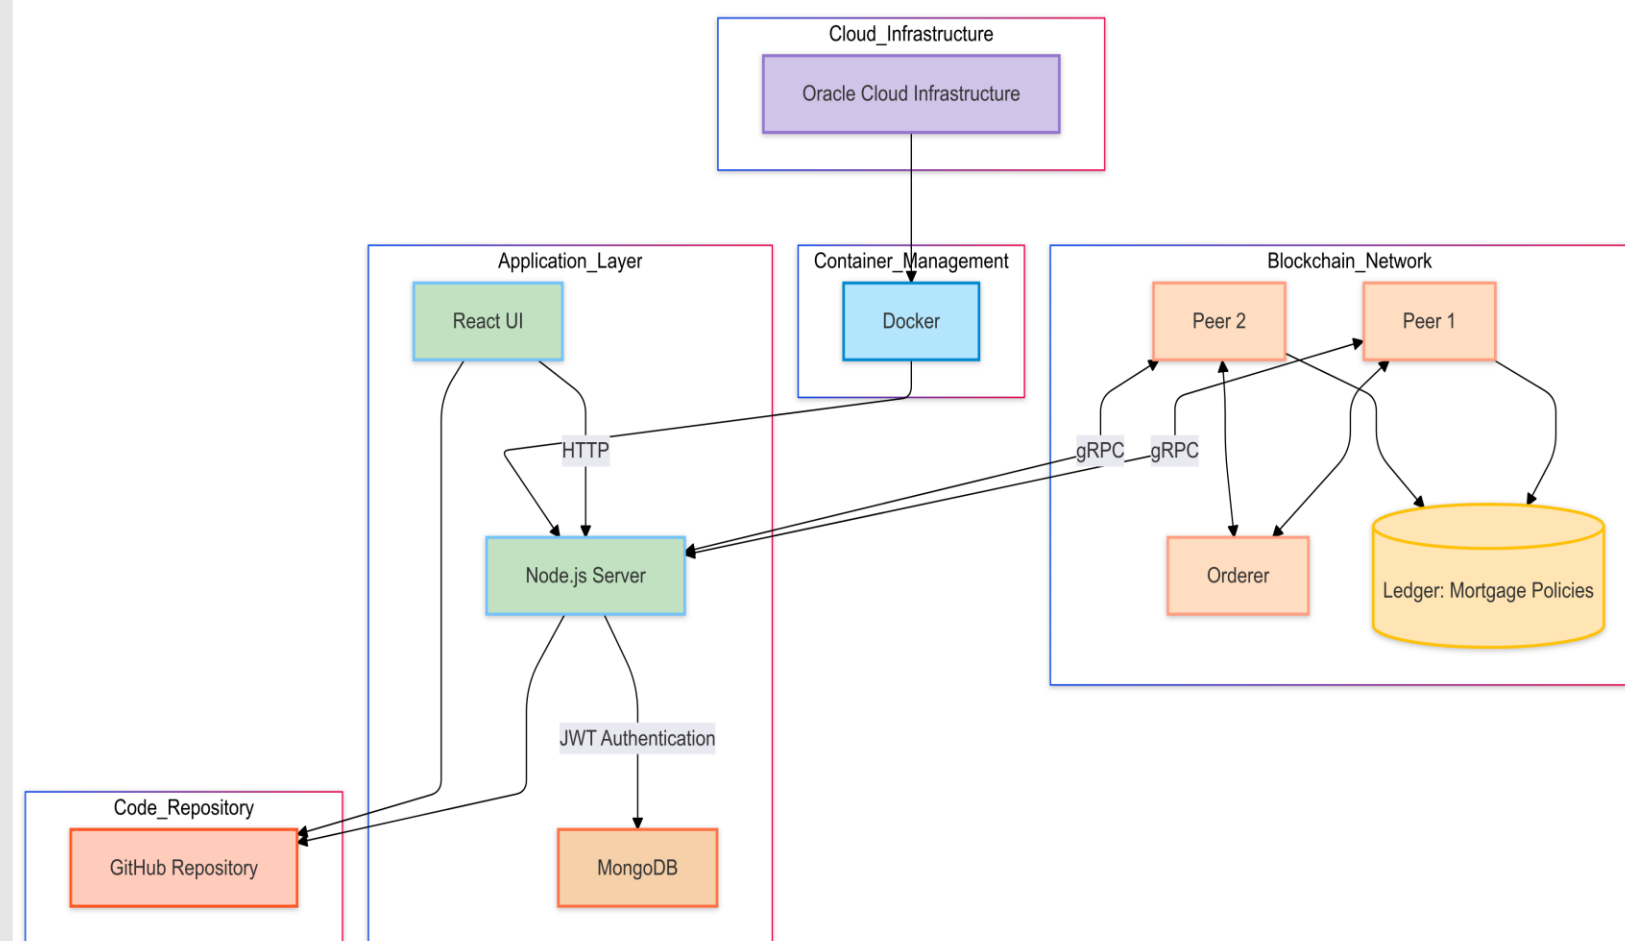 Cloud_Infrastructure
Oracle Cloud Infrastructure
Application_Layer
Container_Management
Blockchain_Network
React UI
Docker
Peer 2
Peer 1
HTTP
gRPC
gRPC
Node.js Server
Orderer
Ledger: Mortgage Policies
JWT Authentication
Code_Repository
GitHub Repository
MongoDB